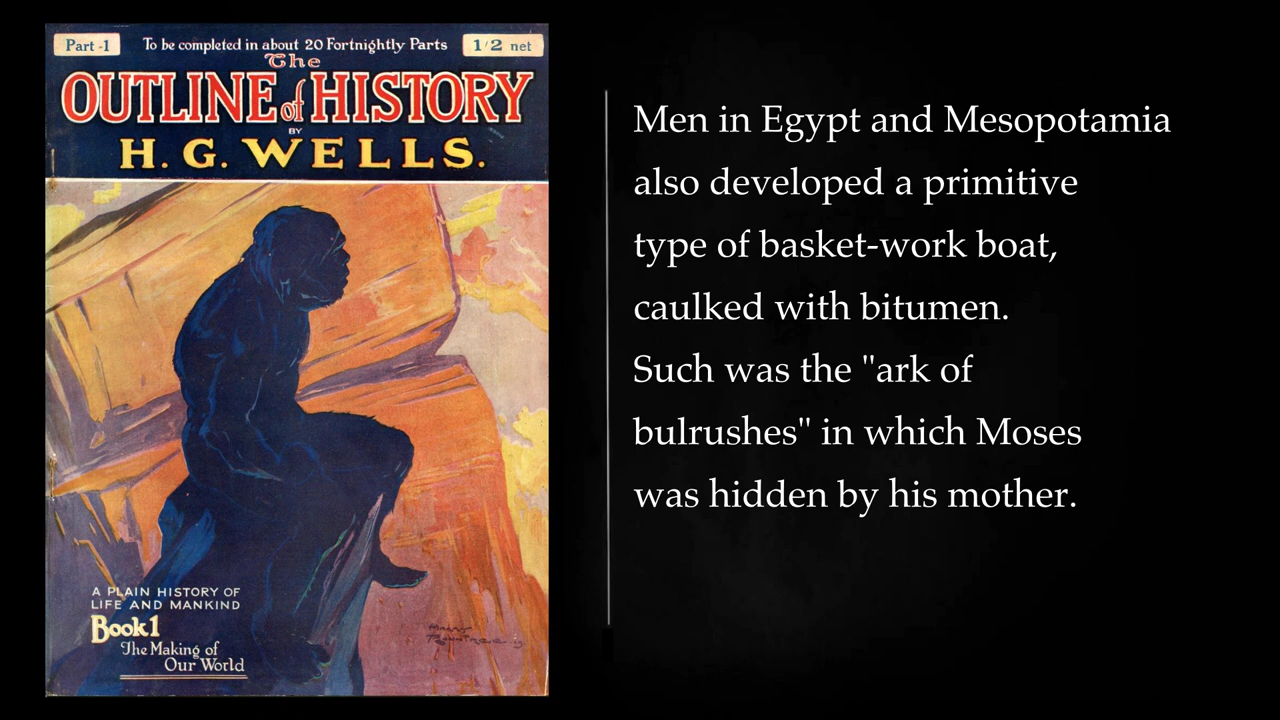 Part -1
To be completed in about 20 Fortnightly Parts
1/2 net
The
OUTLINE of HISTORY
BY
H. G. WELLS.
A PLAIN HISTORY OF
LIFE AND MANKIND
Book 1
The Making of
Our World
Men in Egypt and Mesopotamia
also developed a primitive
type of basket-work boat,
caulked with bitumen.
Such was the "ark of
bulrushes" in which Moses
was hidden by his mother.